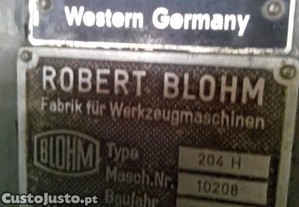 Western Germany
ROBERT BLOHM
Fabrik für Werkzeugmaschinen
BLOHM
Type 204 H
Masch.Nr. 10208
Baujahr
CustoJusto.pt